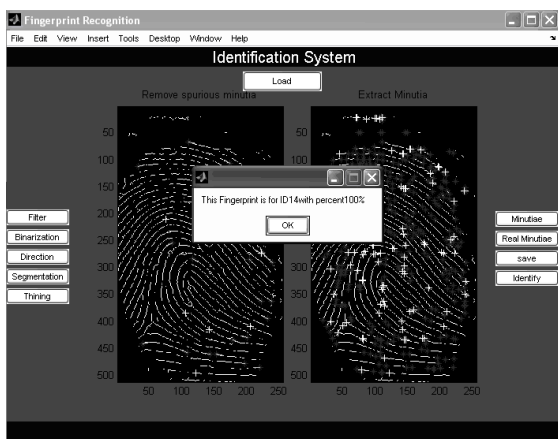 Fingerprint Recognition
File Edit View Insert Tools Desktop Window Help
Identification System
Load
Remove spurious minutia
Extract Minutia
50
100
150
200
250
300
350
400
450
500
50 100 150 200 250
50
100
150
200
250
300
350
400
450
500
50 100 150 200 250
This Fingerprint is for ID14with percent100%
OK
Filter
Binarization
Direction
Segmentation
Thining
Minutiae
Real Minutiae
save
Identify